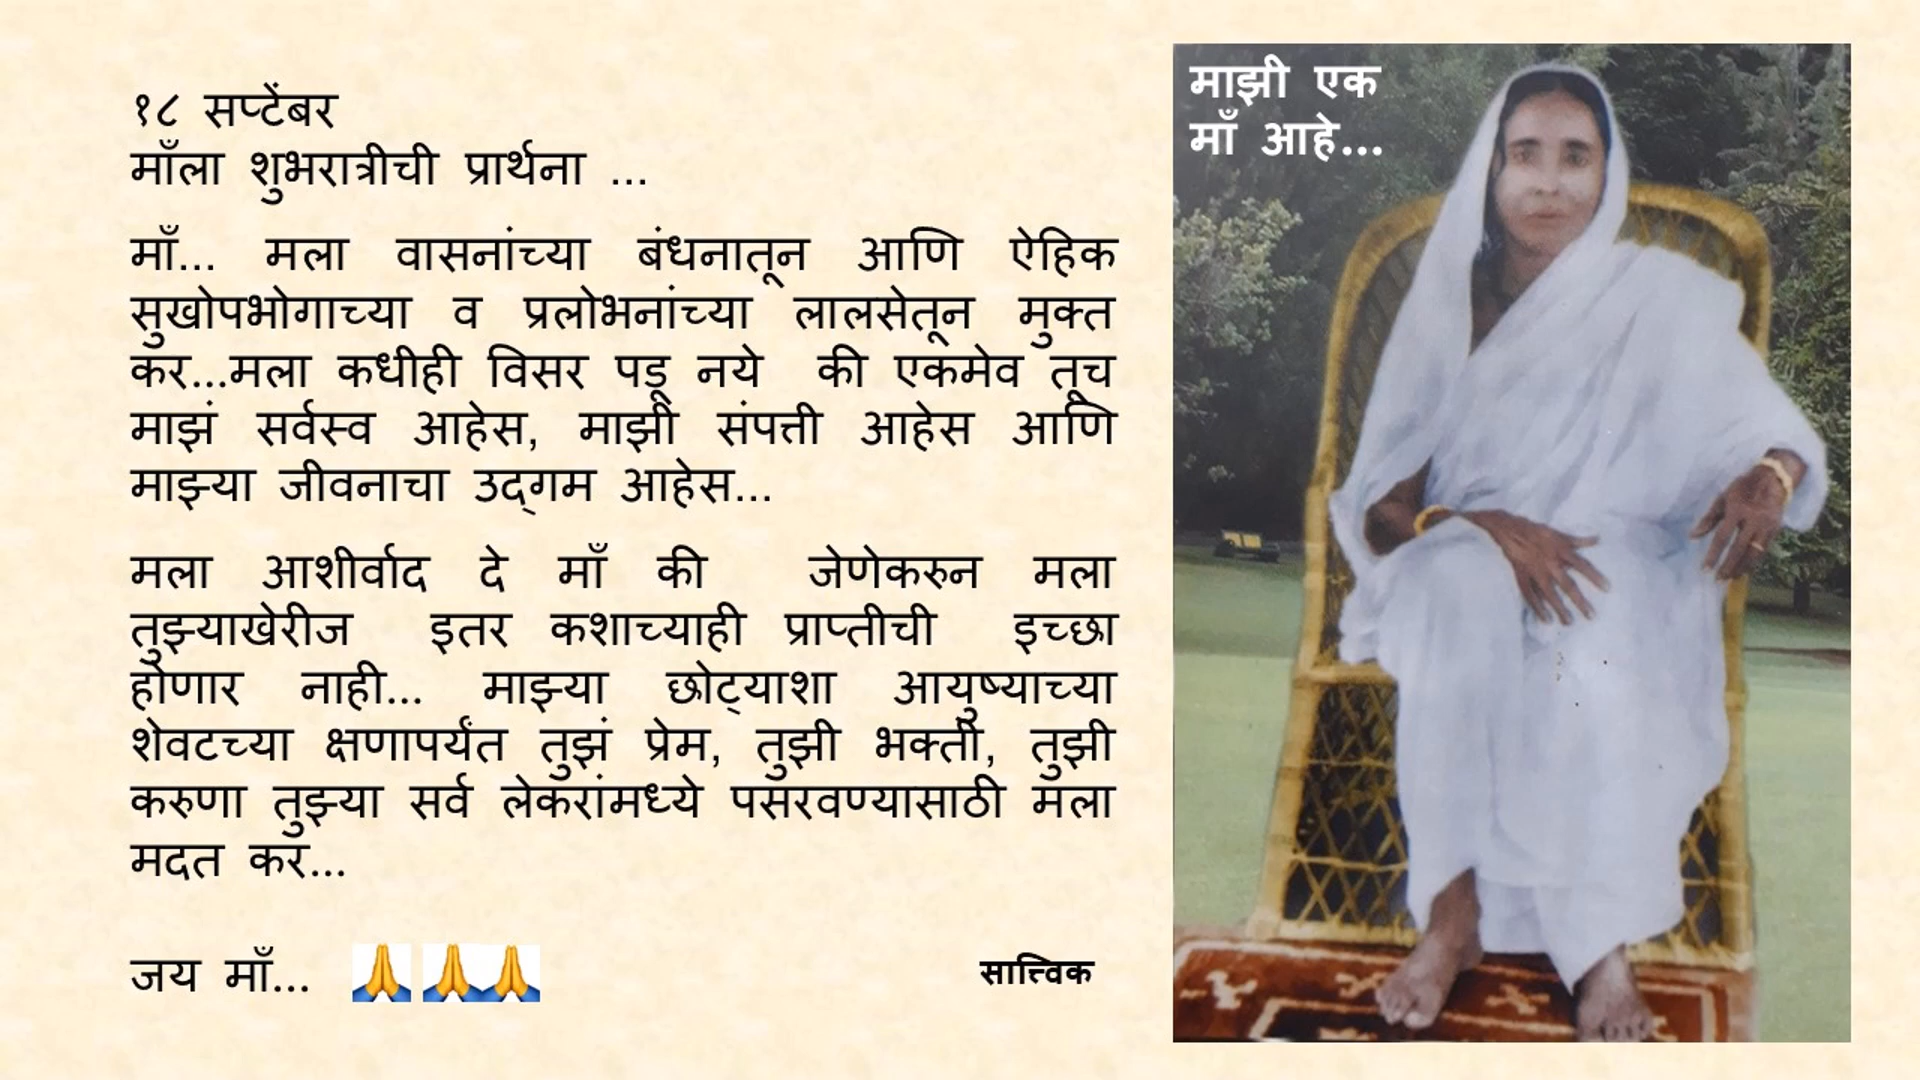 १८ सप्टेंबर
माँला शुभरात्रीची प्रार्थना ...
माँ... मला वासनांच्या बंधनातून आणि ऐहिक
सुखोपभोगाच्या व प्रलोभनांच्या लालसेतून मुक्त
कर...मला कधीही विसर पडू नये की एकमेव तूच
माझं सर्वस्व आहेस, माझी संपत्ती आहेस आणि
माझ्या जीवनाचा उद्‌गम आहेस...
मला आशीर्वाद दे माँ की जेणेकरुन मला
तुझ्याखेरीज इतर कशाच्याही प्राप्तीची इच्छा
होणार नाही... माझ्या छोट्याशा आयुष्याच्या
शेवटच्या क्षणापर्यंत तुझं प्रेम, तुझी भक्ती, तुझी
करुणा तुझ्या सर्व लेकरांमध्ये पसरवण्यासाठी मला
मदत कर...
जय माँ... 🙏 🙏🙏
सात्त्विक
माझी एक
माँ आहे...